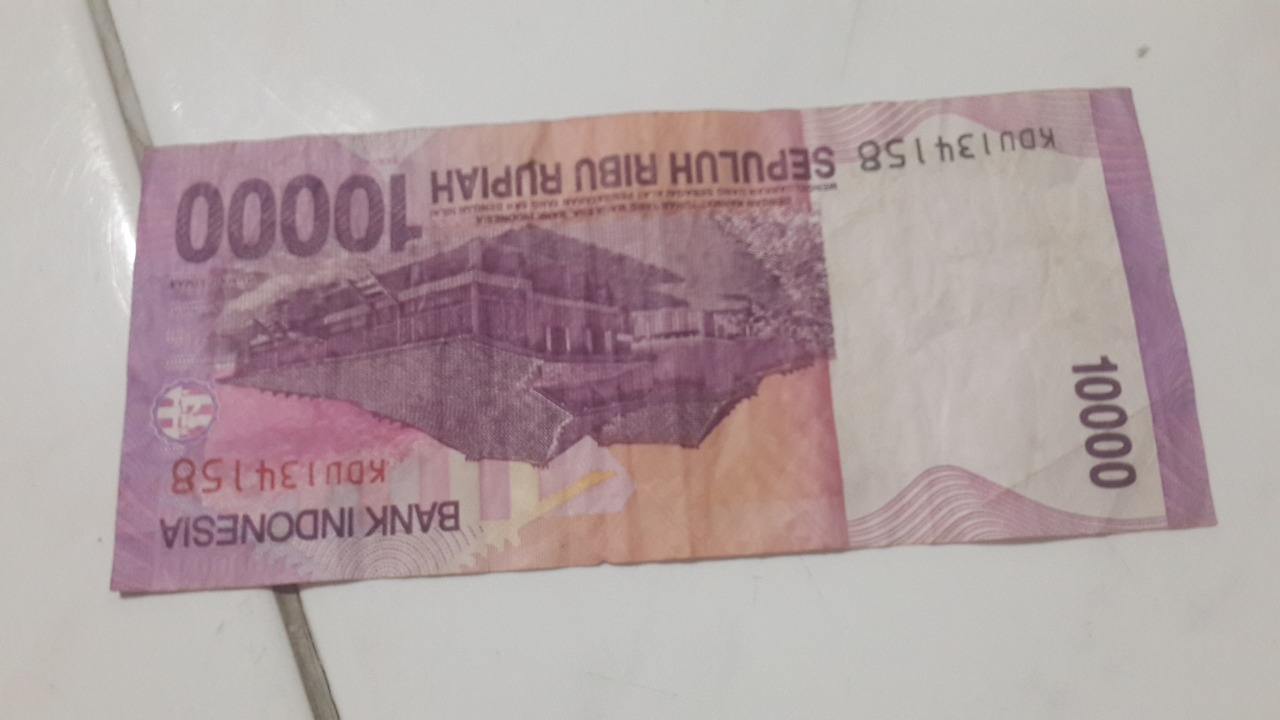 BANK INDONESIA
KDU134158
10000
SEPULUH RIBU RUPIAH
10000
KDU134158